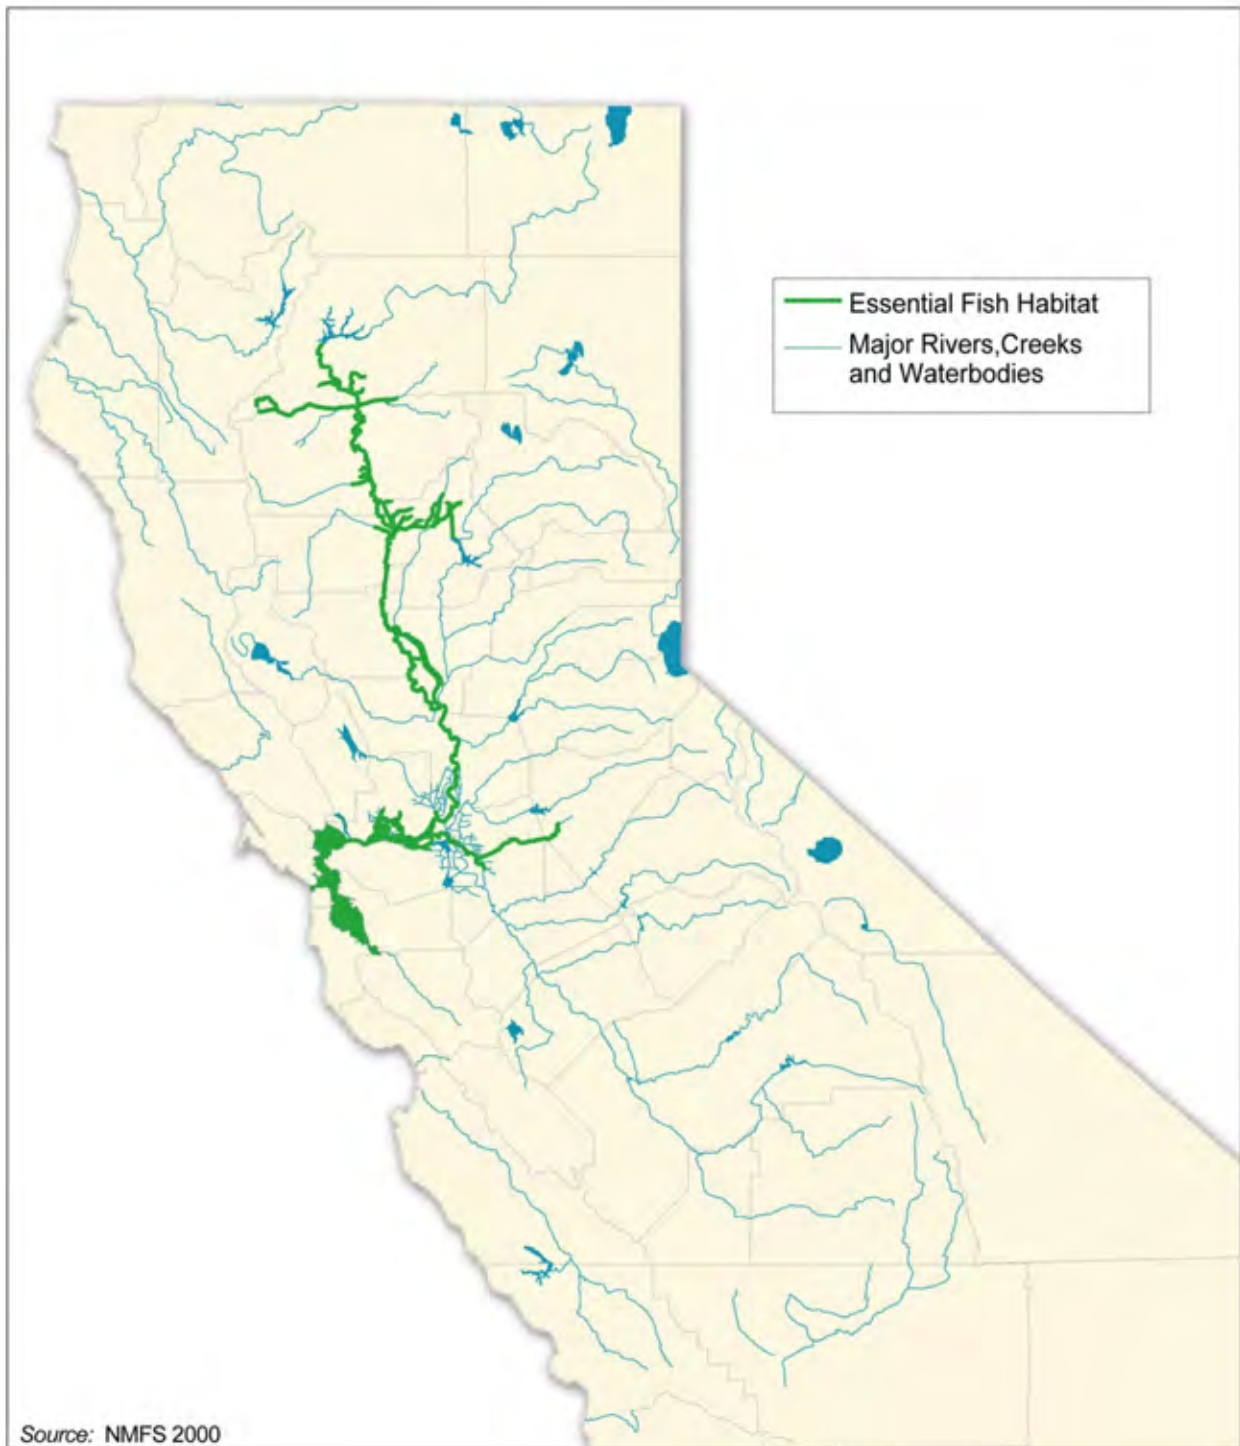 Essential Fish Habitat
Major Rivers,Creeks
and Waterbodies
Source: NMFS 2000